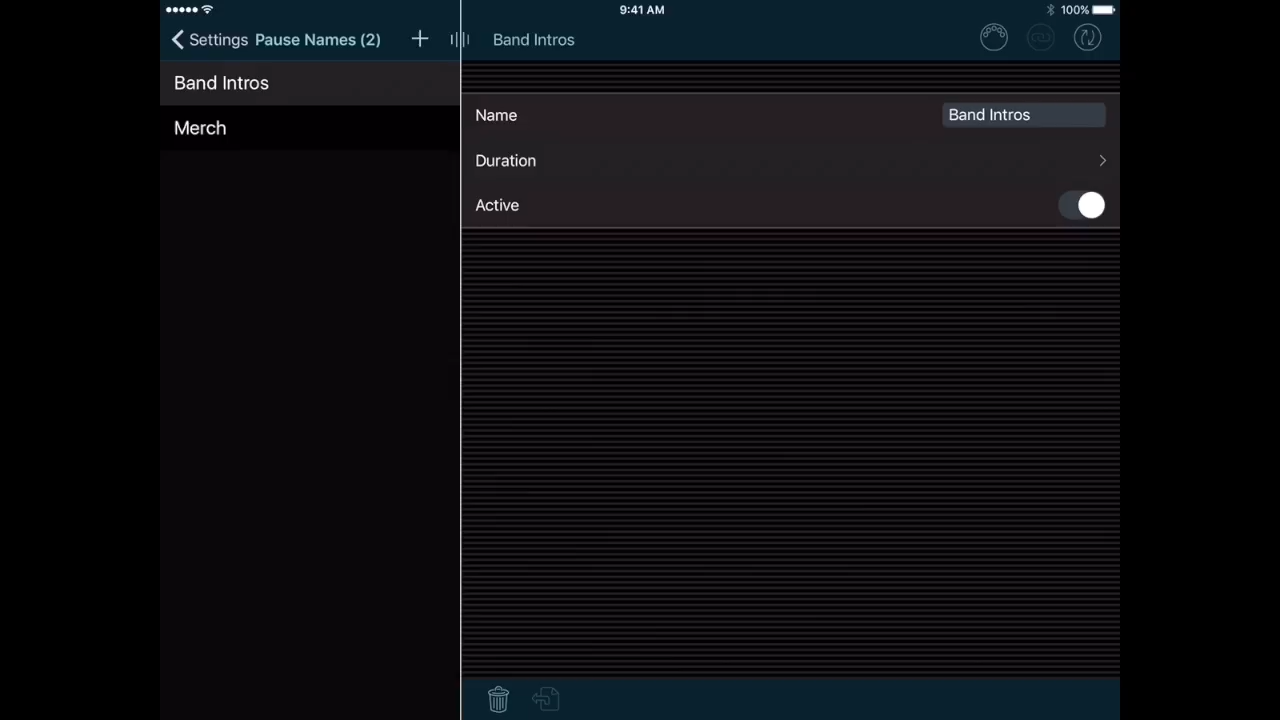 9:41 AM
100%
Settings Pause Names (2)
Band Intros
Band Intros
Merch
Name
Band Intros
Duration
Active